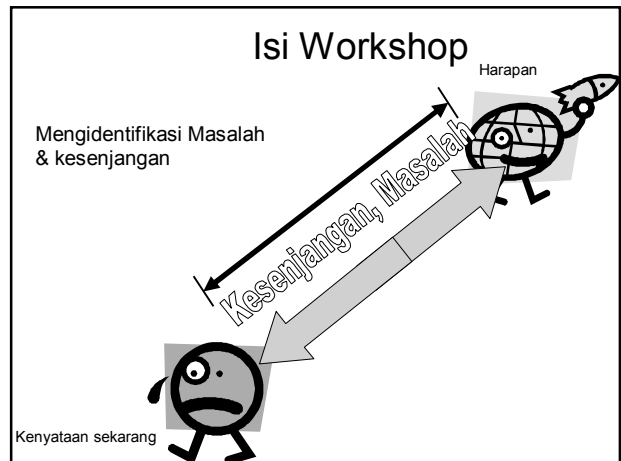 Isi Workshop
Harapan
Mengidentifikasi Masalah
& kesenjangan
Kesenjangan, Masalah
Kenyataan sekarang